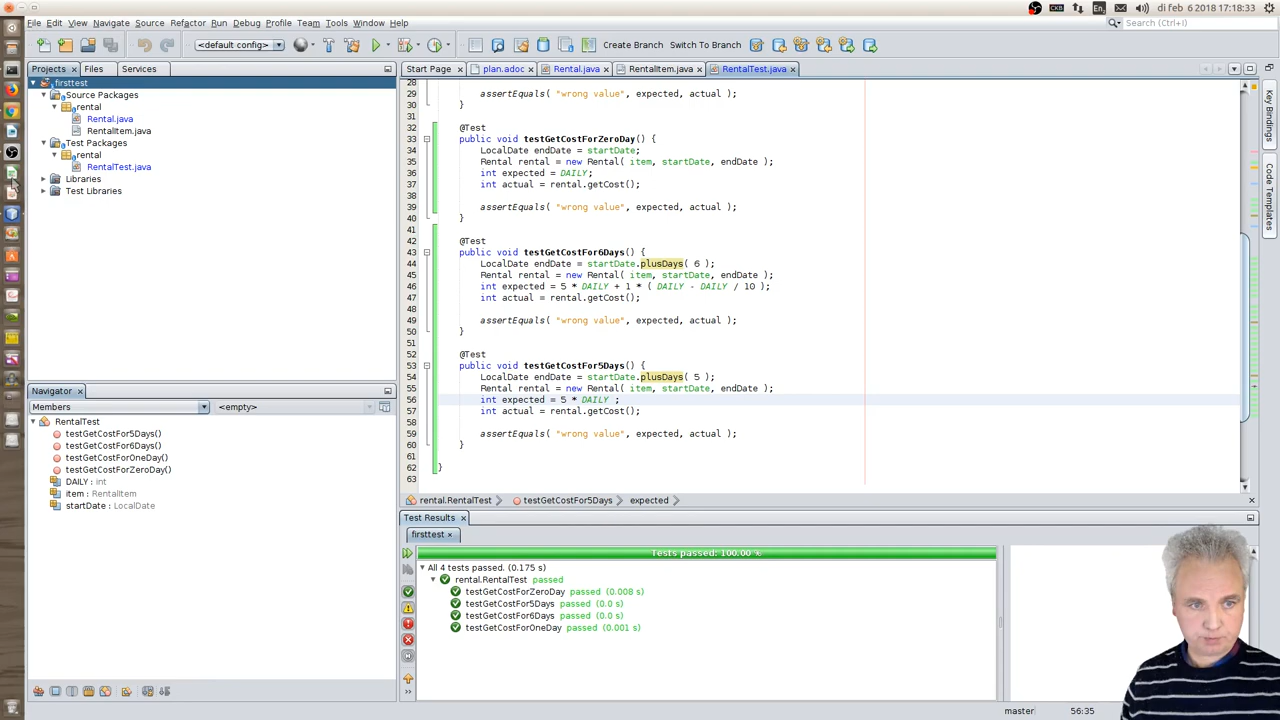 di feb 6 2018 17:18:33
CKB
En
File Edit View Navigate Source Refactor Run Debug Profile Team Tools Window Help
Search (Ctrl+I)
<default config>
Create Branch Switch To Branch
Projects Files Services
Start Page plan.adoc Rental.java RentalItem.java RentalTest.java
firsttest
Source Packages
rental
Rental.java
RentalItem.java
Test Packages
rental
RentalTest.java
Libraries
Test Libraries
28
29 assertEquals( "wrong value", expected, actual );
30 }
31
32 @Test
33 public void testGetCostForZeroDay() {
34 LocalDate endDate = startDate;
35 Rental rental = new Rental( item, startDate, endDate );
36 int expected = DAILY;
37 int actual = rental.getCost();
38
39 assertEquals( "wrong value", expected, actual );
40 }
41
42 @Test
43 public void testGetCostFor6Days() {
44 LocalDate endDate = startDate.plusDays( 6 );
45 Rental rental = new Rental( item, startDate, endDate );
46 int expected = 5 * DAILY + 1 * ( DAILY - DAILY / 10 );
47 int actual = rental.getCost();
48
49 assertEquals( "wrong value", expected, actual );
50 }
51
52 @Test
53 public void testGetCostFor5Days() {
54 LocalDate endDate = startDate.plusDays( 5 );
55 Rental rental = new Rental( item, startDate, endDate );
56 int expected = 5 * DAILY ;
57 int actual = rental.getCost();
58
59 assertEquals( "wrong value", expected, actual );
60 }
61
62 }
63
Key Bindings
Code Templates
Navigator
Members <empty>
RentalTest
testGetCostFor5Days()
testGetCostFor6Days()
testGetCostForOneDay()
testGetCostForZeroDay()
DAILY : int
item : RentalItem
startDate : LocalDate
rental.RentalTest testGetCostFor5Days expected
Test Results
firsttest
Tests passed: 100.00 %
All 4 tests passed. (0.175 s)
rental.RentalTest passed
testGetCostForZeroDay passed (0.008 s)
testGetCostFor5Days passed (0.0 s)
testGetCostFor6Days passed (0.0 s)
testGetCostForOneDay passed (0.001 s)
master 56:35